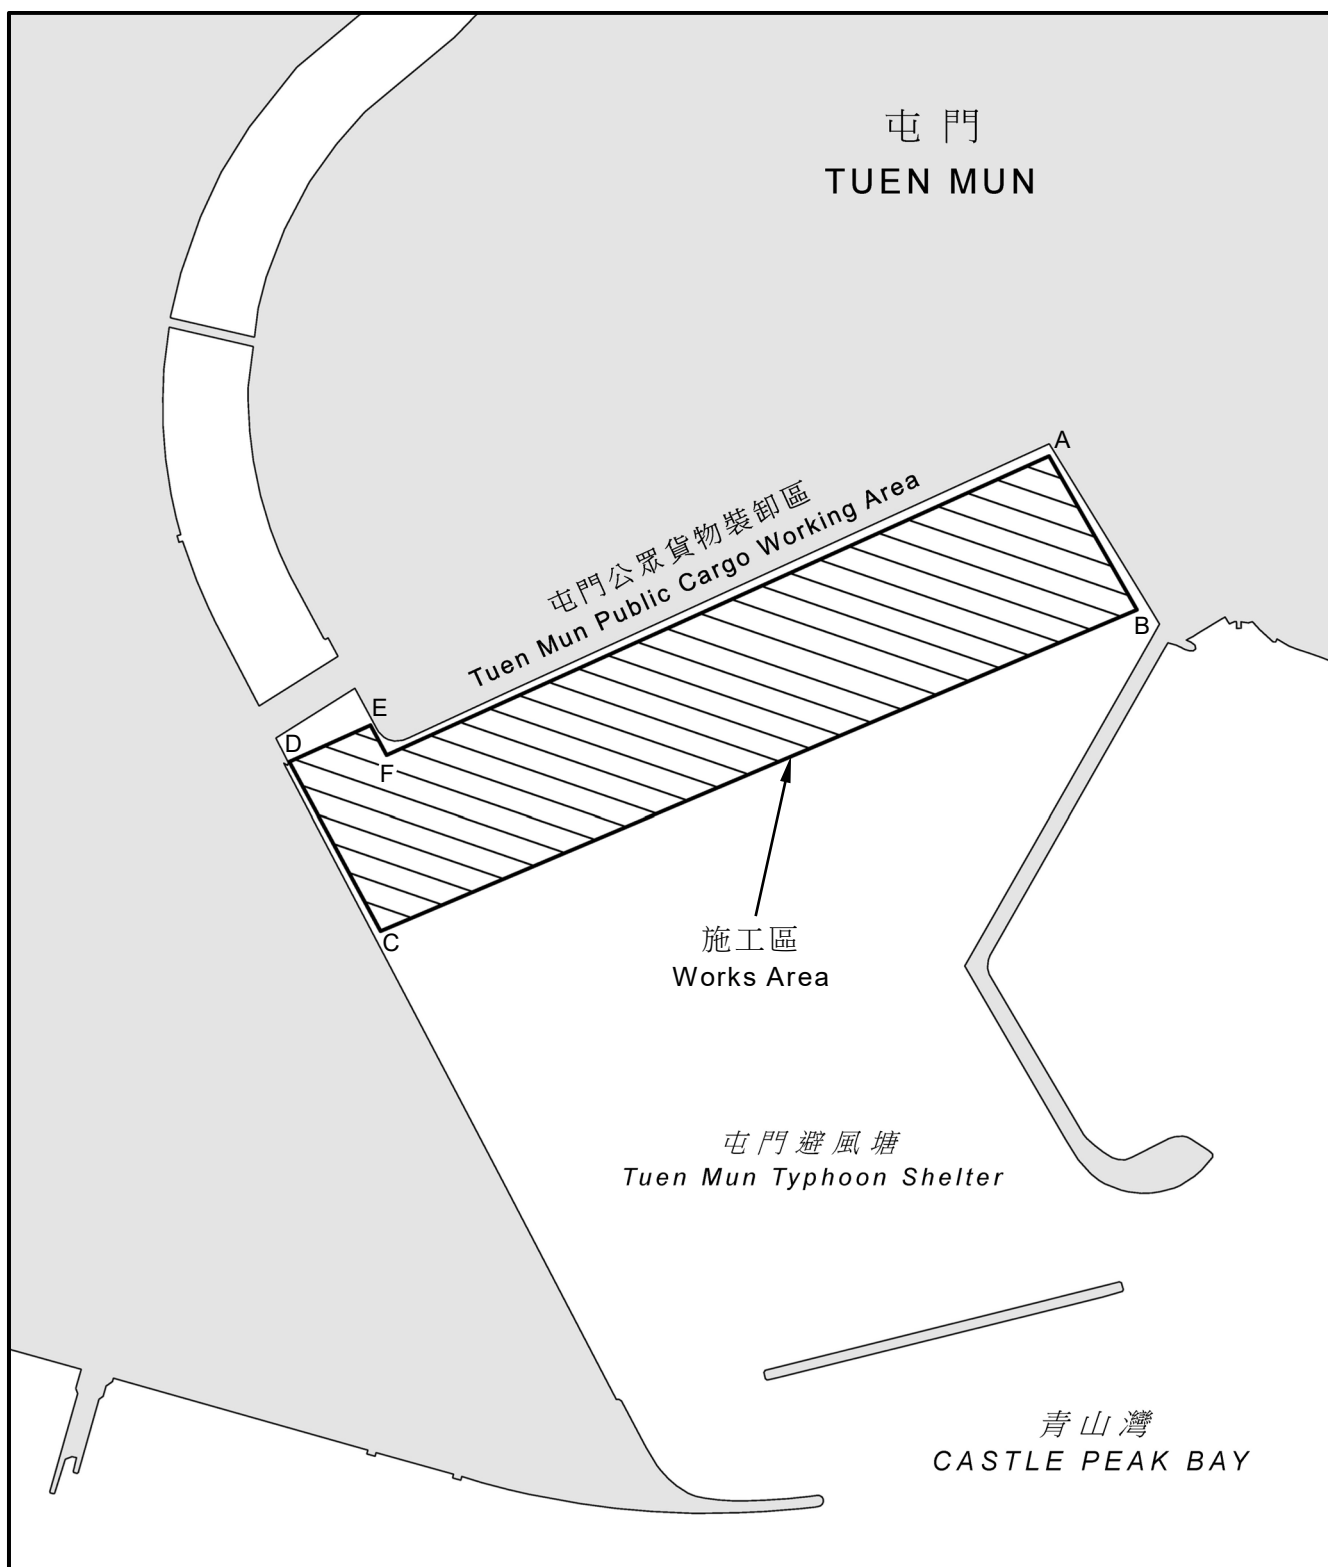 屯門
TUEN MUN
A
屯門公眾貨物裝卸區
Tuen Mun Public Cargo Working Area
B
E
D
F
C
施工區
Works Area
屯門避風塘
Tuen Mun Typhoon Shelter
青山灣
CASTLE PEAK BAY